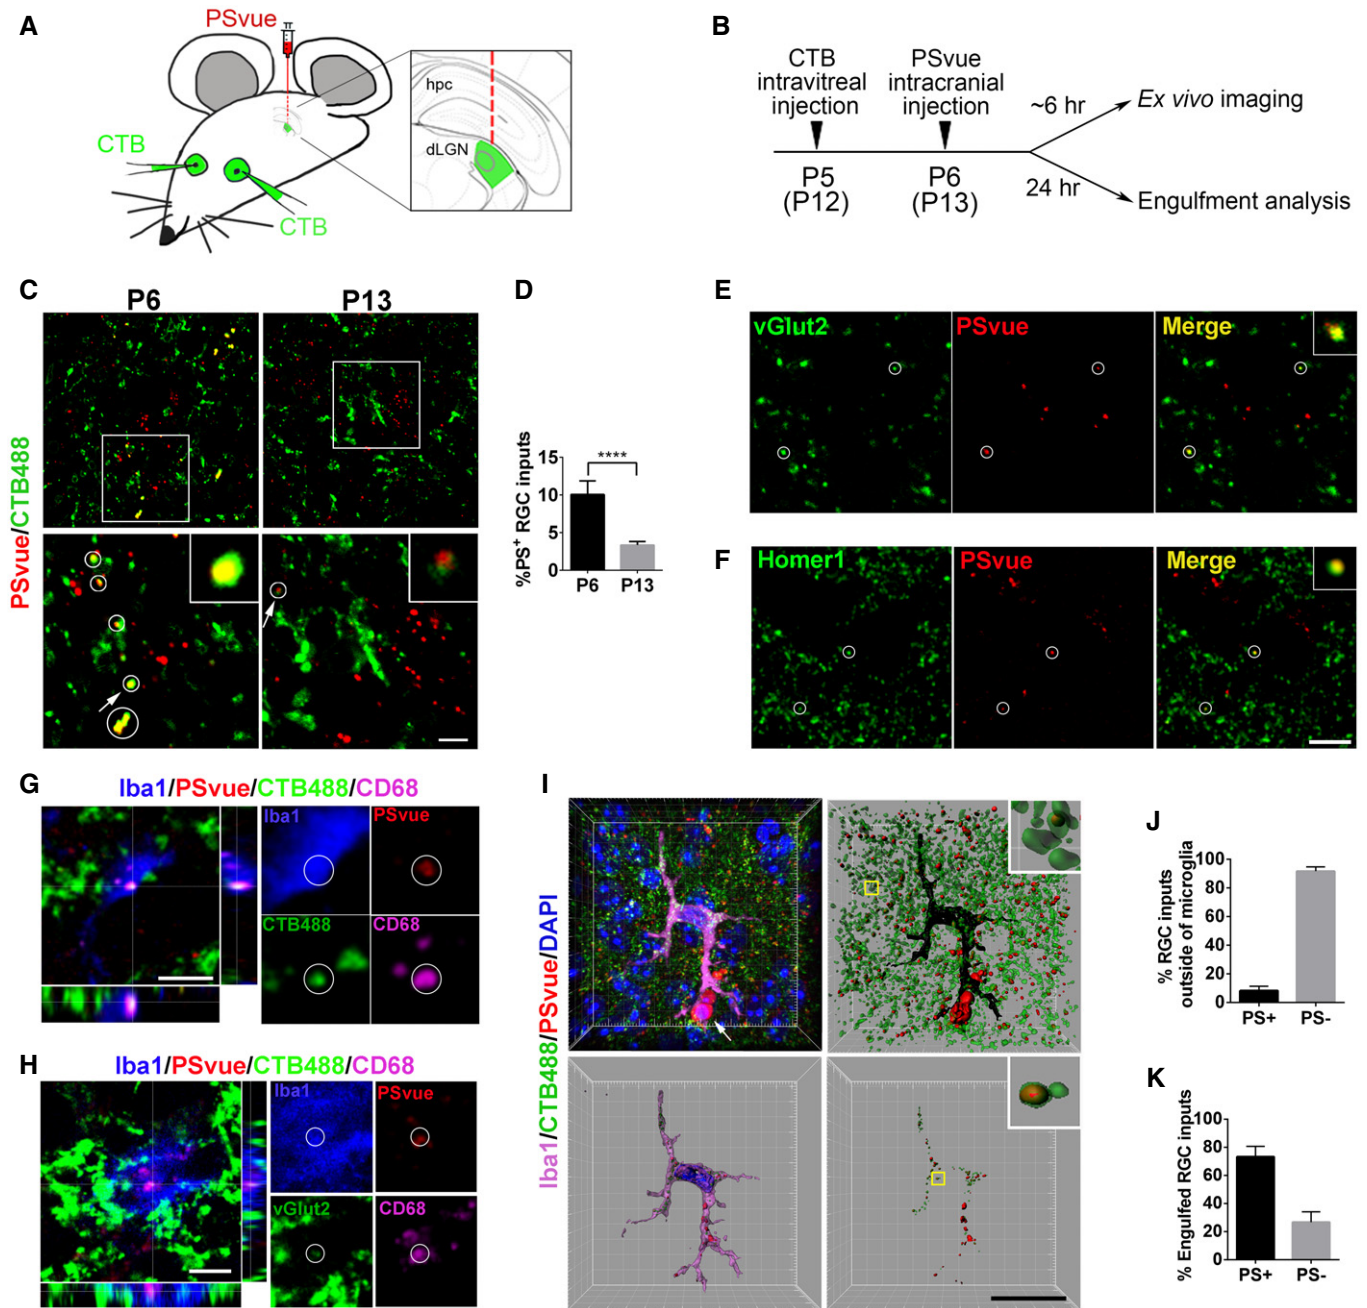 A
PSvue
hpc
dLGN
CTB
CTB
B
CTB
intravitreal
injection
PSvue
intracranial
injection
~6 hr
Ex vivo imaging
P5
(P12)
P6
(P13)
24 hr
Engulfment analysis
C
P6
P13
PSvue/CTB488
D
%PS+ RGC inputs
15
10
5
0
****
P6
P13
E
vGlut2
PSvue
Merge
F
Homer1
PSvue
Merge
G
Iba1/PSvue/CTB488/CD68
Iba1
PSvue
CTB488
CD68
H
Iba1/PSvue/CTB488/CD68
Iba1
PSvue
vGlut2
CD68
I
Iba1/CTB488/PSvue/DAPI
J
% RGC inputs
outside of microglia
100
80
60
40
20
0
PS+
PS-
K
% Engulfed RGC inputs
100
80
60
40
20
0
PS+
PS-